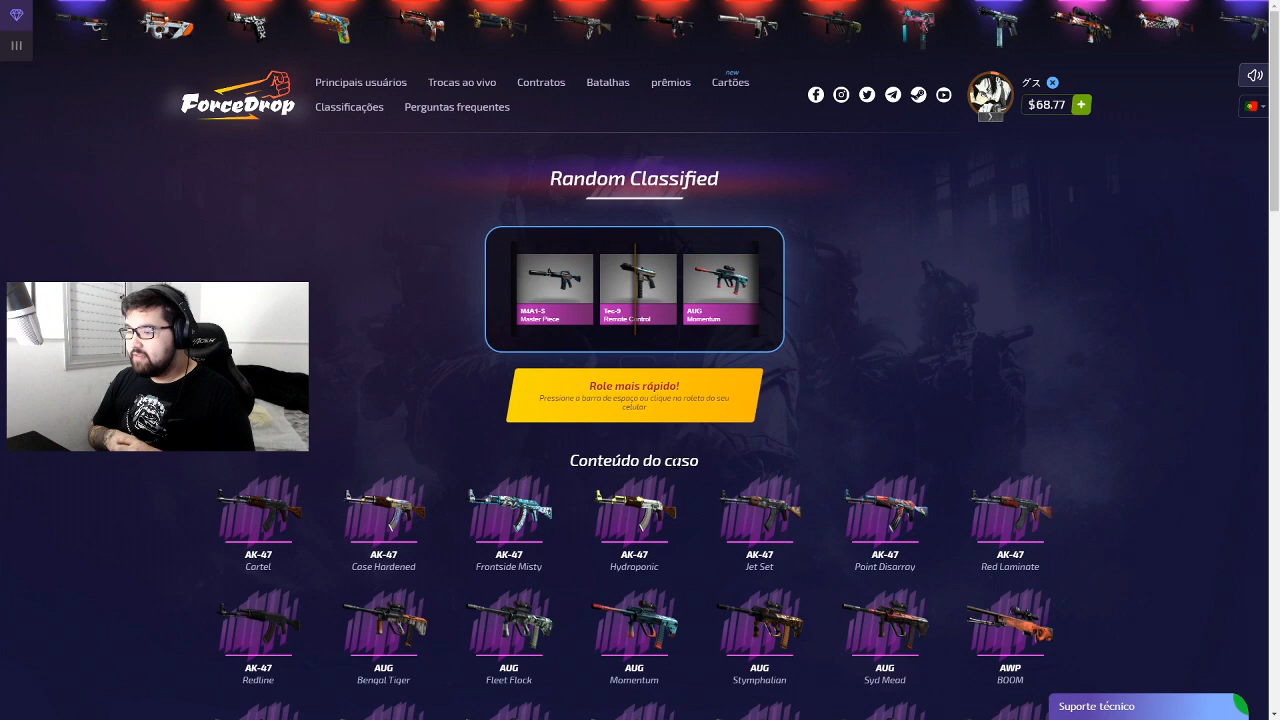 Principais usuários
Trocas ao vivo
Contratos
Batalhas
prêmios
new
Cartões
Classificações
Perguntas frequentes
ForceDrop
グス
$68.77
+
Random Classified
M4A1-S
Master Piece
Tec-9
Remote Control
AUG
Momentum
Role mais rápido!
Pressione a barra de espaço ou clique na roleta do seu
celular
Conteúdo do caso
AK-47
Cartel
AK-47
Case Hardened
AK-47
Frontside Misty
AK-47
Hydroponic
AK-47
Jet Set
AK-47
Point Disarray
AK-47
Red Laminate
AK-47
Redline
AUG
Bengal Tiger
AUG
Fleet Flock
AUG
Momentum
AUG
Stymphalian
AUG
Syd Mead
AWP
BOOM
Suporte técnico